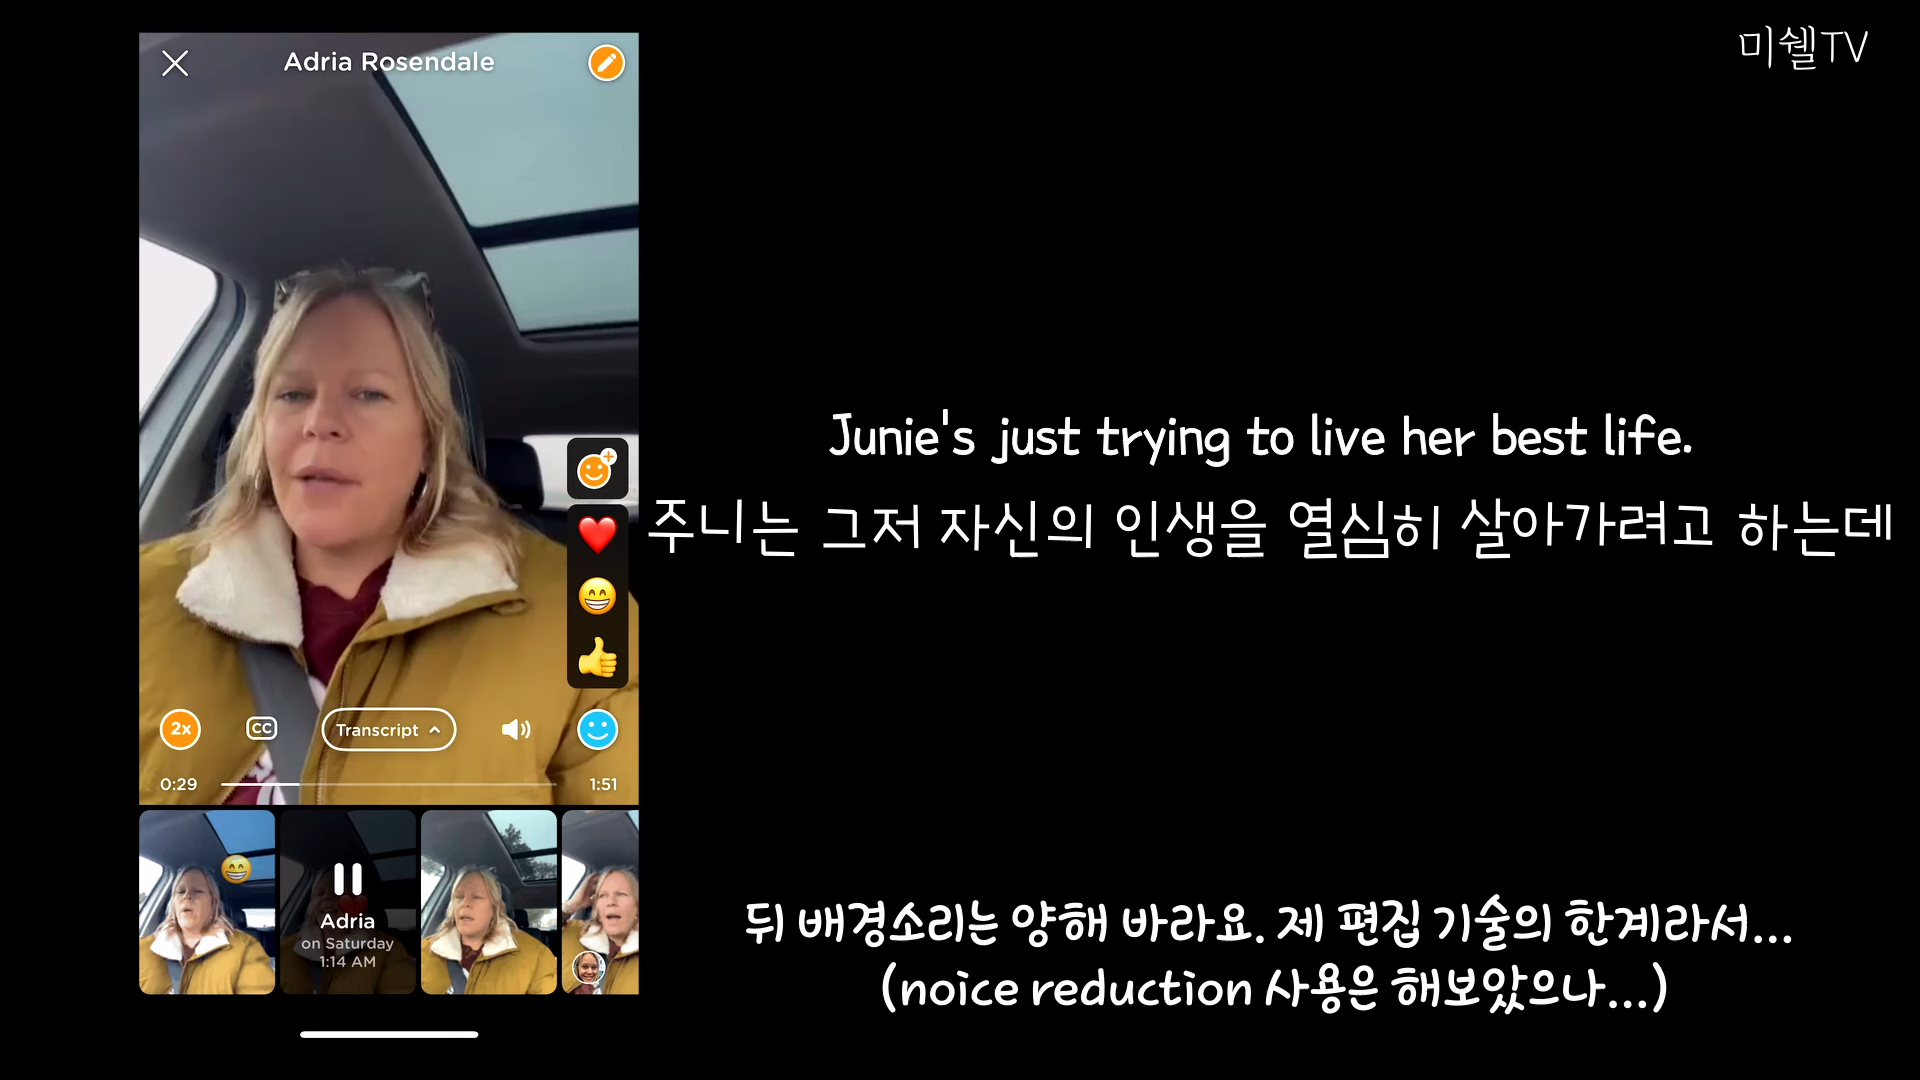 Adria Rosendale
미쉘TV
Junie's just trying to live her best life.
주니는 그저 자신의 인생을 열심히 살아가려고 하는데
2x
CC
Transcript
0:29
1:51
Adria
on Saturday
1:14 AM
뒤 배경소리는 양해 바라요. 제 편집 기술의 한계라서...
(noice reduction 사용은 해보았으나...)